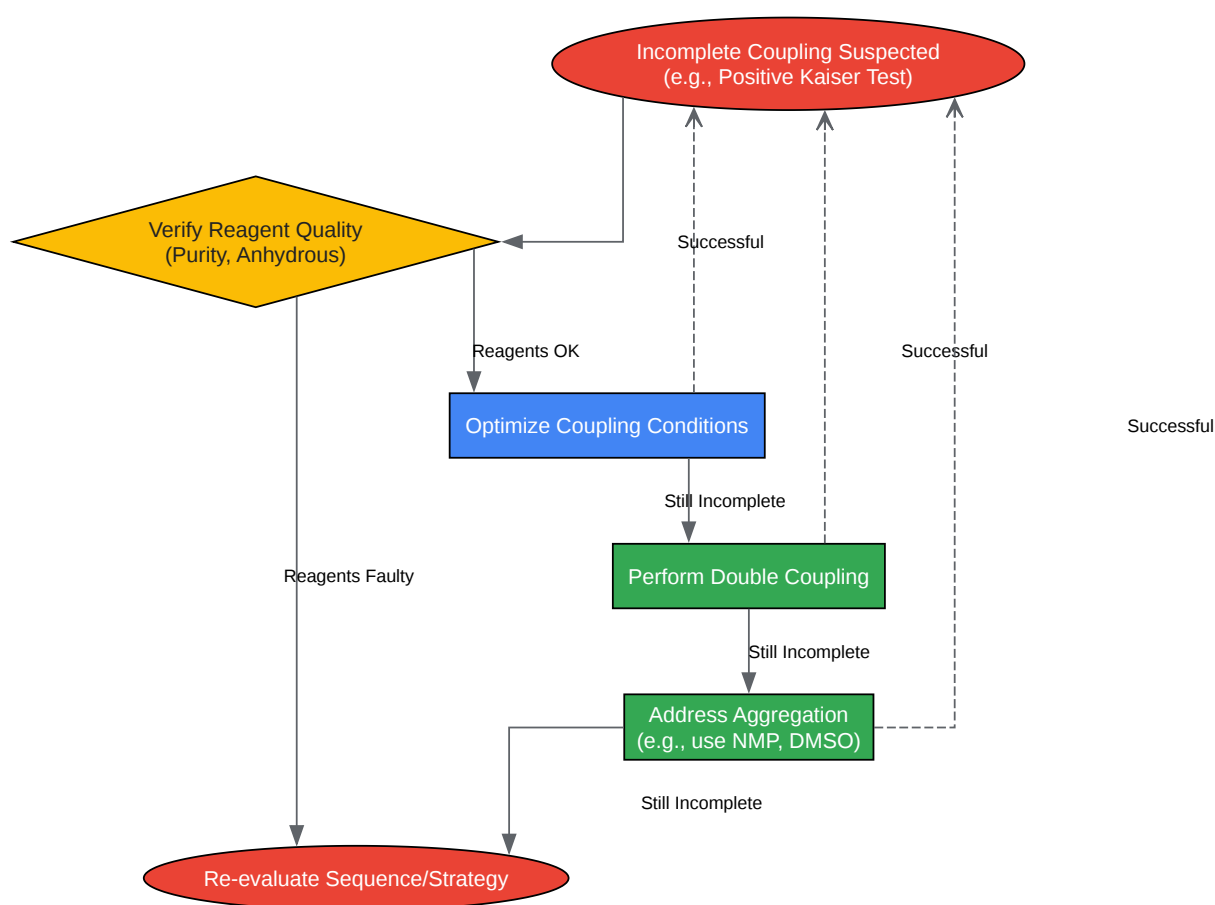 Incomplete Coupling Suspected
(e.g., Positive Kaiser Test)
Verify Reagent Quality
(Purity, Anhydrous)
Successful
Reagents OK
Successful
Optimize Coupling Conditions
Successful
Still Incomplete
Reagents Faulty
Perform Double Coupling
Still Incomplete
Address Aggregation
(e.g., use NMP, DMSO)
Still Incomplete
Re-evaluate Sequence/Strategy